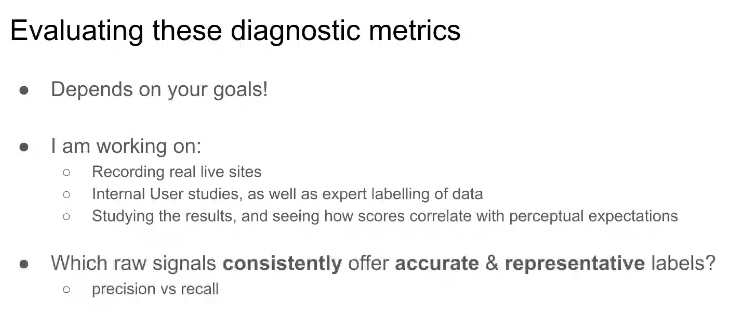 Evaluating these diagnostic metrics
● Depends on your goals!
● I am working on:
○ Recording real live sites
○ Internal User studies, as well as expert labelling of data
○ Studying the results, and seeing how scores correlate with perceptual expectations
● Which raw signals consistently offer accurate & representative labels?
○ precision vs recall